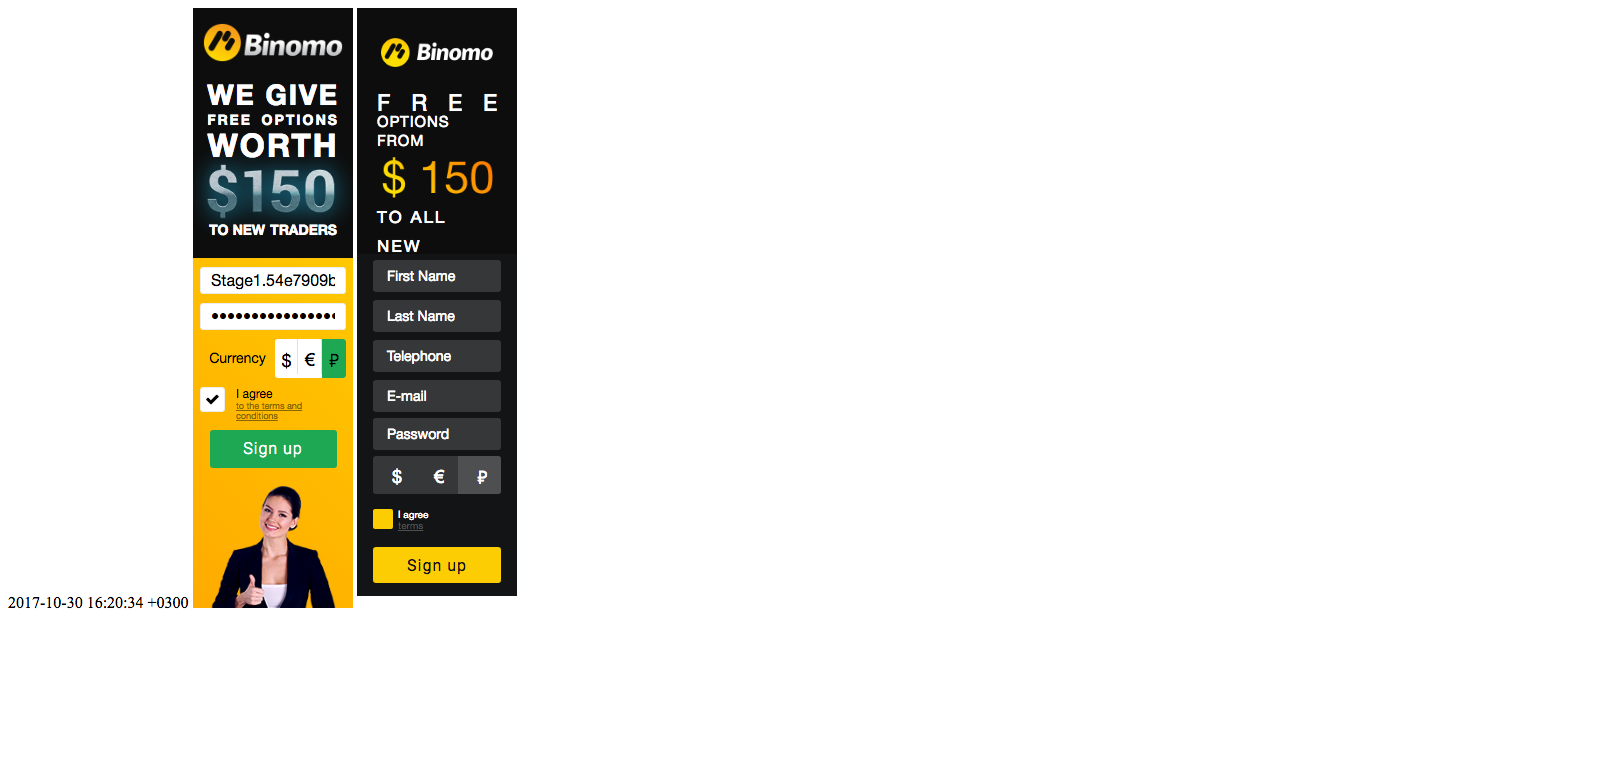 Binomo
WE GIVE
FREE OPTIONS
WORTH
$150
TO NEW TRADERS
Stage1.54e7909b
••••••••••••••••
Currency $ € ₽
I agree
to the terms and
conditions
Sign up
Binomo
F R E E
OPTIONS
FROM
$ 150
TO ALL
NEW
First Name
Last Name
Telephone
E-mail
Password
$ € ₽
I agree
terms
Sign up
2017-10-30 16:20:34 +0300